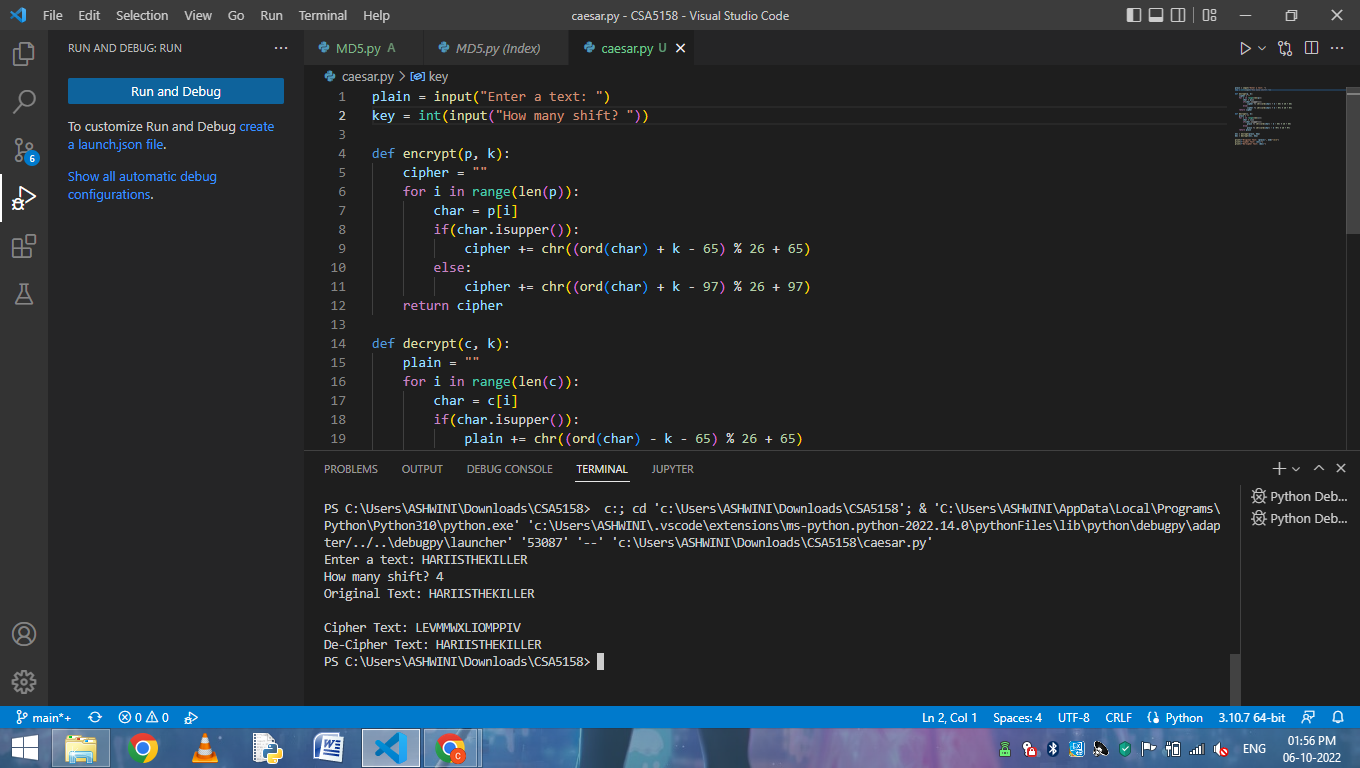 File Edit Selection View Go Run Terminal Help caesar.py - CSA5158 - Visual Studio Code
RUN AND DEBUG: RUN ···
Run and Debug
To customize Run and Debug create
a launch.json file.
Show all automatic debug
configurations.
6
MD5.py A MD5.py (Index) caesar.py U
caesar.py > key
1 plain = input("Enter a text: ")
2 key = int(input("How many shift? "))
3
4 def encrypt(p, k):
5 cipher = ""
6 for i in range(len(p)):
7 char = p[i]
8 if(char.isupper()):
9 cipher += chr((ord(char) + k - 65) % 26 + 65)
10 else:
11 cipher += chr((ord(char) + k - 97) % 26 + 97)
12 return cipher
13
14 def decrypt(c, k):
15 plain = ""
16 for i in range(len(c)):
17 char = c[i]
18 if(char.isupper()):
19 plain += chr((ord(char) - k - 65) % 26 + 65)
PROBLEMS OUTPUT DEBUG CONSOLE TERMINAL JUPYTER
PS C:\Users\ASHWINI\Downloads\CSA5158> c:; cd 'c:\Users\ASHWINI\Downloads\CSA5158'; & 'C:\Users\ASHWINI\AppData\Local\Programs\
Python\Python310\python.exe' 'c:\Users\ASHWINI\.vscode\extensions\ms-python.python-2022.14.0\pythonFiles\lib\python\debugpy\adap
ter/../..\debugpy\launcher' '53087' '--' 'c:\Users\ASHWINI\Downloads\CSA5158\caesar.py'
Enter a text: HARIISTHEKILLER
How many shift? 4
Original Text: HARIISTHEKILLER
Cipher Text: LEVMMWXLIOMPPIV
De-Cipher Text: HARIISTHEKILLER
PS C:\Users\ASHWINI\Downloads\CSA5158>
Python Deb...
Python Deb...
main*+ 0 0 Ln 2, Col 1 Spaces: 4 UTF-8 CRLF Python 3.10.7 64-bit
ENG
01:56 PM
06-10-2022